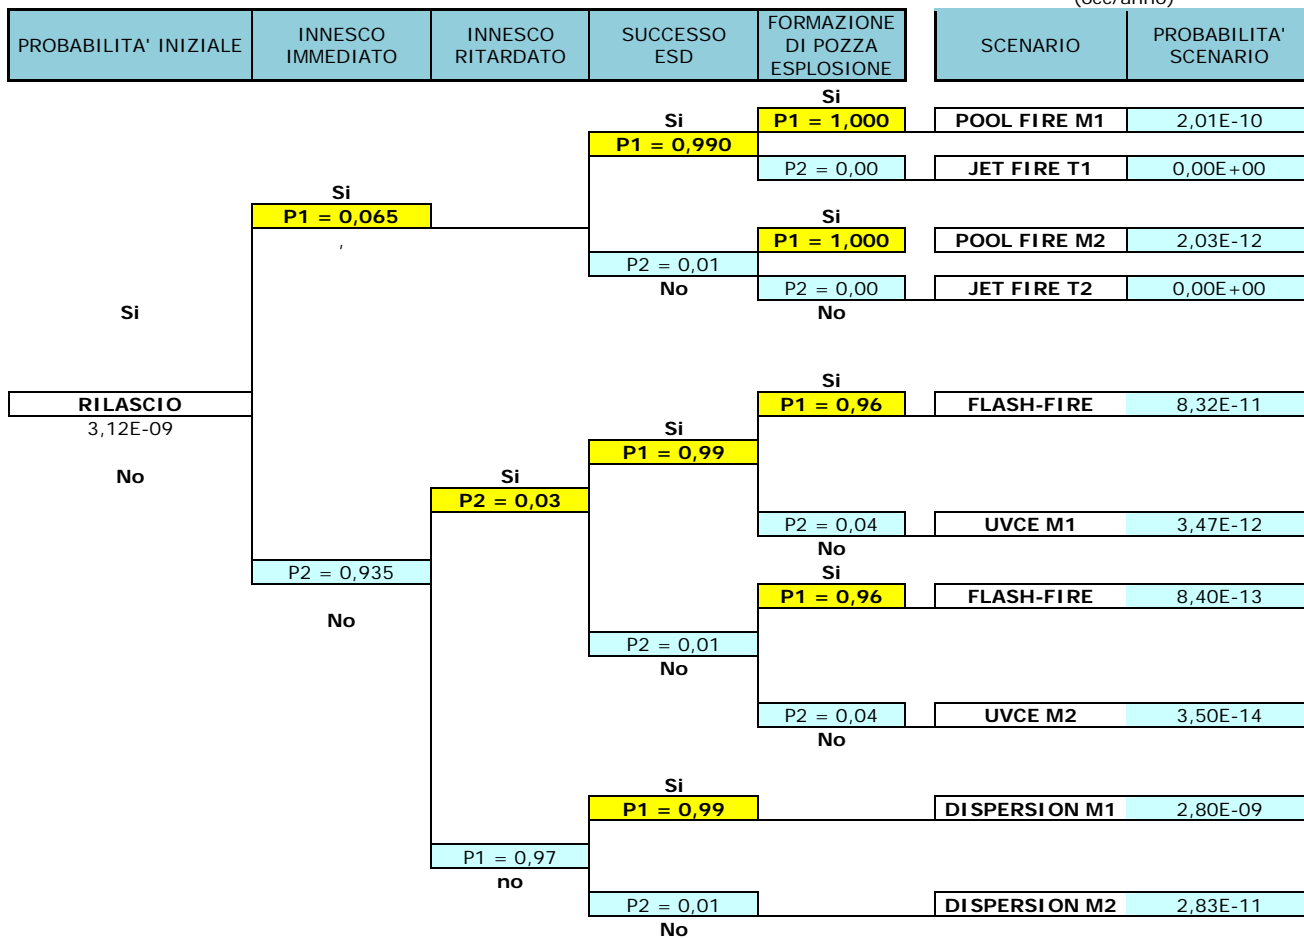 (occ/anno)
PROBABILITA' INIZIALE
INNESCO
IMMEDIATO
INNESCO
RITARDATO
SUCCESSO
ESD
FORMAZIONE
DI POZZA
ESPLOSIONE
SCENARIO
PROBABILITA'
SCENARIO
Si
Si
P1 = 1,000
POOL FIRE M1
2,01E-10
P1 = 0,990
P2 = 0,00
JET FIRE T1
0,00E+00
Si
P1 = 0,065
,
Si
P1 = 1,000
POOL FIRE M2
2,03E-12
P2 = 0,01
No
P2 = 0,00
JET FIRE T2
0,00E+00
Si
No
Si
RILASCIO
P1 = 0,96
FLASH-FIRE
8,32E-11
3,12E-09
Si
P1 = 0,99
No
Si
P2 = 0,03
P2 = 0,04
UVCE M1
3,47E-12
No
Si
P2 = 0,935
P1 = 0,96
FLASH-FIRE
8,40E-13
No
P2 = 0,01
No
P2 = 0,04
UVCE M2
3,50E-14
No
Si
P1 = 0,99
DISPERSION M1
2,80E-09
P1 = 0,97
no
P2 = 0,01
DISPERSION M2
2,83E-11
No